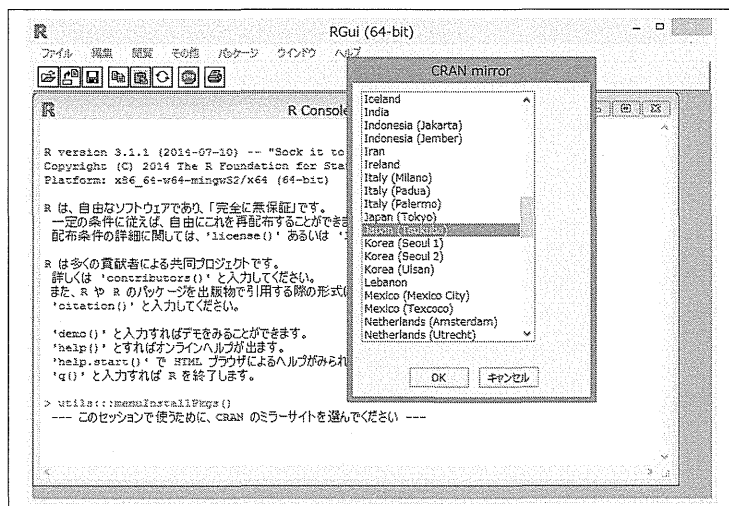 R
RGui (64-bit)
ファイル 編集 閲覧 その他 パッケージ ウインドウ ヘルプ
R
R Console
R version 3.1.1 (2014-07-10) -- "Sock it to
Copyright (C) 2014 The R Foundation for Sta
Platform: x86_64-w64-mingw32/x64 (64-bit)
R は、自由なソフトウェアであり、「完全に無保証」です。
一定の条件に従えば、自由にこれを再配布することができま
配布条件の詳細に関しては、'license()' あるいは
R は多くの貢献者による共同プロジェクトです。
詳しくは 'contributors()' と入力してください。
また、R や R のパッケージを出版物で引用する際の形式に
'citation()' と入力してください。
'demo()' と入力すればデモをみることができます。
'help()' とすればオンラインヘルプが出ます。
'help.start()' で HTML ブラウザによるヘルプがみられ
'q()' と入力すれば R を終了します。
> utils:::menuInstallPkgs()
--- このセッションで使うために、CRAN のミラーサイトを選んでください ---
CRAN mirror
Iceland
India
Indonesia (Jakarta)
Indonesia (Jember)
Iran
Ireland
Italy (Milano)
Italy (Padua)
Italy (Palermo)
Japan (Tokyo)
Japan (Tsukuba)
Korea (Seoul 1)
Korea (Seoul 2)
Korea (Ulsan)
Lebanon
Mexico (Mexico City)
Mexico (Texcoco)
Netherlands (Amsterdam)
Netherlands (Utrecht)
OK キャンセル